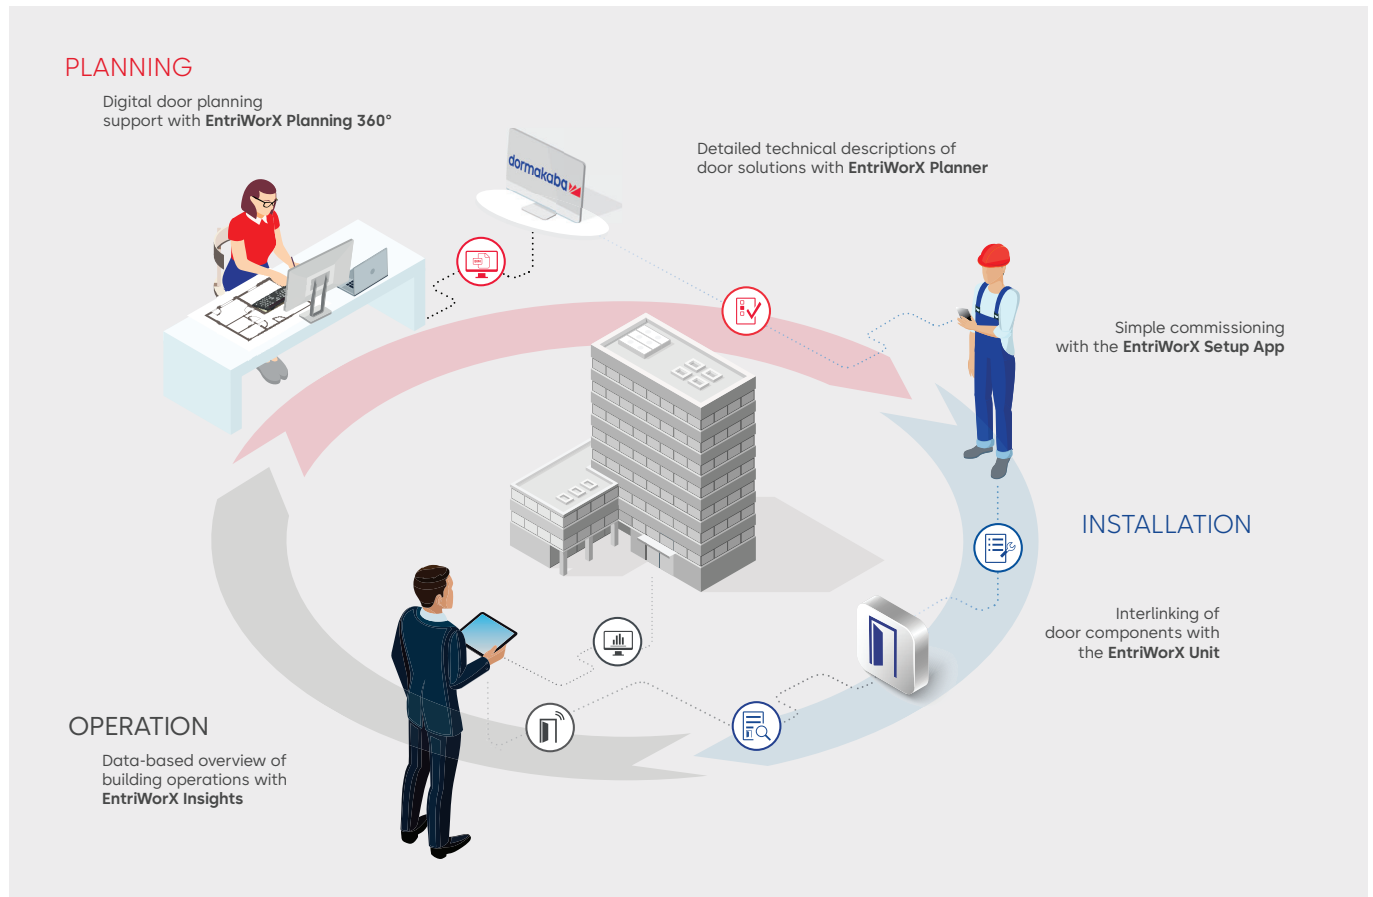 PLANNING
Digital door planning
support with EntriWorX Planning 360°
dormakaba
Detailed technical descriptions of
door solutions with EntriWorX Planner
Simple commissioning
with the EntriWorX Setup App
INSTALLATION
Interlinking of
door components with
the EntriWorX Unit
OPERATION
Data-based overview of
building operations with
EntriWorX Insights